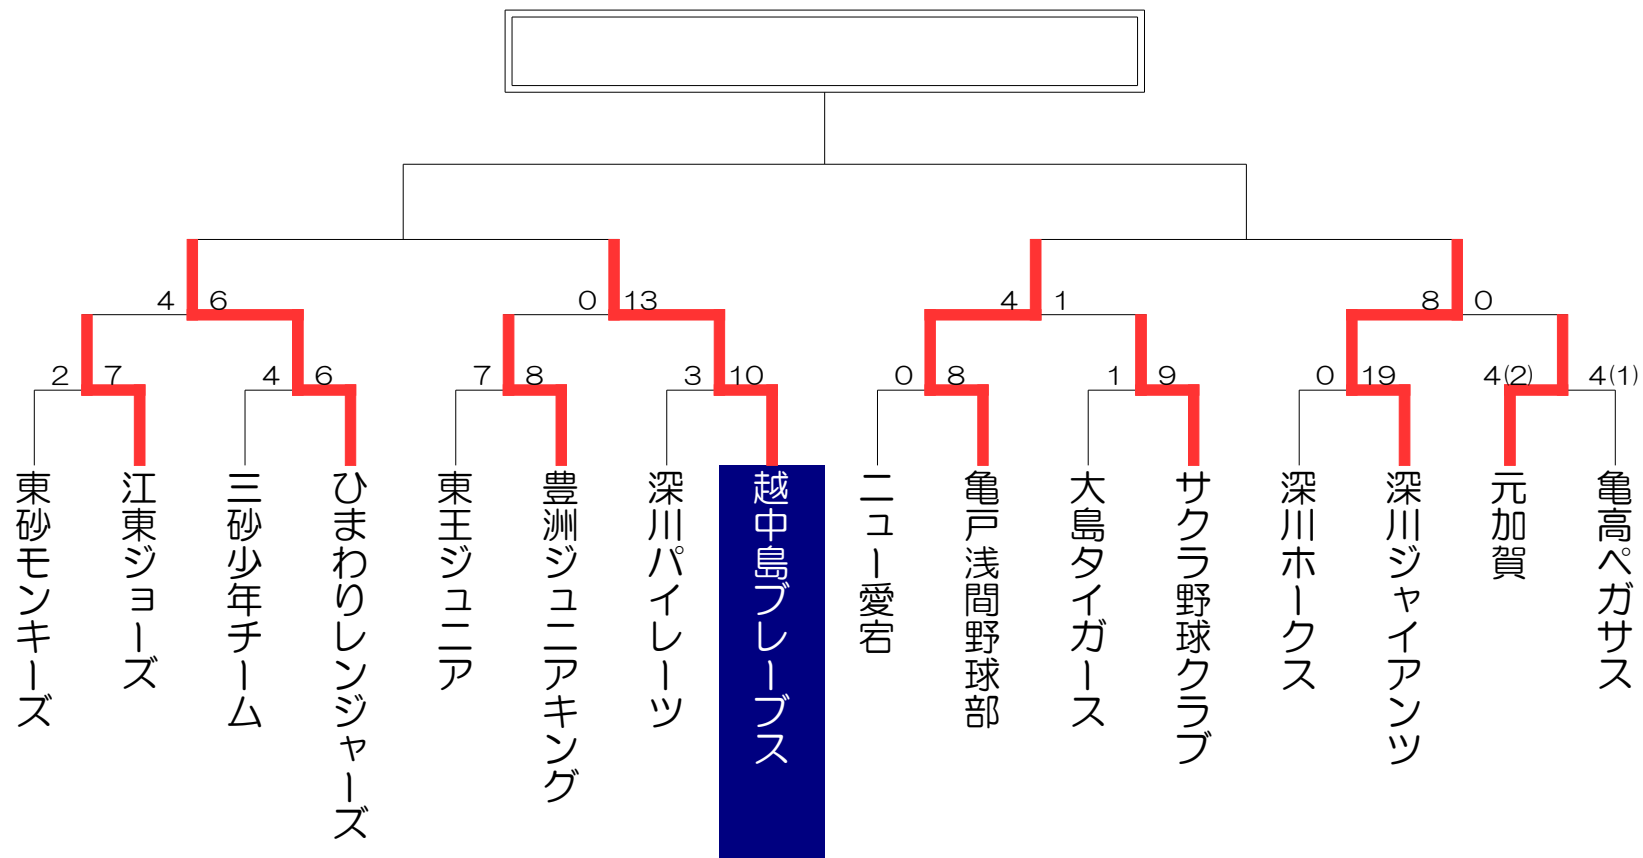 4 6
0 13
4 1
8 0
2 7
4 6
7 8
3 10
0 8
1 9
0 19
4(2) 4(1)
東砂モンキーズ
江東ジョーズ
三砂少年チーム
ひまわりレンジャーズ
東王ジュニア
豊洲ジュニアキング
深川パイレーツ
越中島ブレーブス
ニュー愛宕
亀戸浅間野球部
大島タイガース
サクラ野球クラブ
深川ホークス
深川ジャイアンツ
元加賀
亀高ペガサス